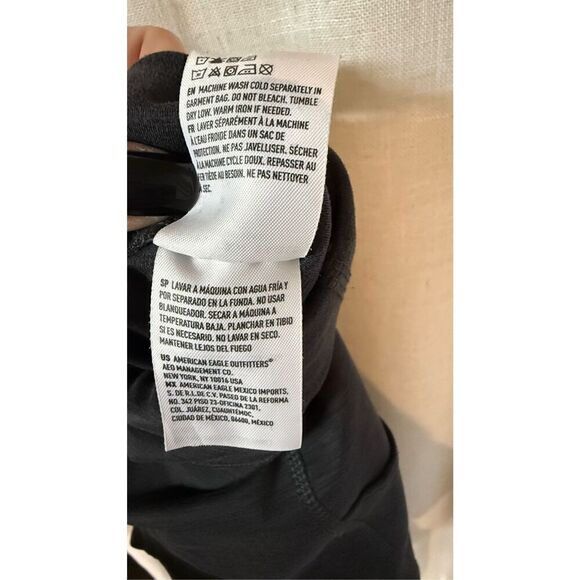 EN MACHINE WASH COLD SEPARATELY IN
GARMENT BAG. DO NOT BLEACH. TUMBLE
DRY LOW. WARM IRON IF NEEDED.
FR LAVER SÉPARÉMENT À LA MACHINE
À L'EAU FROIDE DANS UN SAC DE
PROTECTION. NE PAS JAVELLISER. SÉCHER
À LA MACHINE CYCLE DOUX. REPASSER AU
FER TIÈDE AU BESOIN. NE PAS NETTOYER
À SEC.
SP LAVAR A MÁQUINA CON AGUA FRÍA Y
POR SEPARADO EN LA FUNDA. NO USAR
BLANQUEADOR. SECAR A MÁQUINA A
TEMPERATURA BAJA. PLANCHAR EN TIBIO
SI ES NECESARIO. NO LAVAR EN SECO.
MANTENER LEJOS DEL FUEGO
US AMERICAN EAGLE OUTFITTERS®
AEO MANAGEMENT CO.
NEW YORK, NY 10016 USA
MX AMERICAN EAGLE MEXICO IMPORTS,
S. DE R.L. DE C.V. PASEO DE LA REFORMA
NO. 342 PISO 23-OFICINA 2301,
COL. JUÁREZ, CUAUHTEMOC,
CIUDAD DE MÉXICO, 06600, MÉXICO